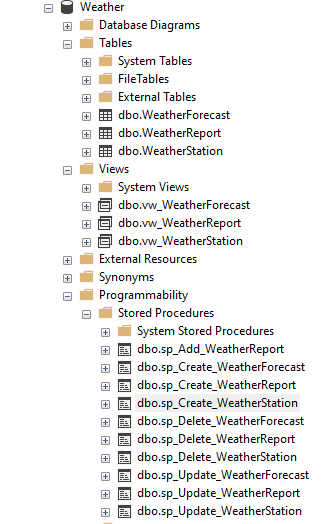 Weather
Database Diagrams
Tables
System Tables
FileTables
External Tables
dbo.WeatherForecast
dbo.WeatherReport
dbo.WeatherStation
Views
System Views
dbo.vw_WeatherForecast
dbo.vw_WeatherReport
dbo.vw_WeatherStation
External Resources
Synonyms
Programmability
Stored Procedures
System Stored Procedures
dbo.sp_Add_WeatherReport
dbo.sp_Create_WeatherForecast
dbo.sp_Create_WeatherReport
dbo.sp_Create_WeatherStation
dbo.sp_Delete_WeatherForecast
dbo.sp_Delete_WeatherReport
dbo.sp_Delete_WeatherStation
dbo.sp_Update_WeatherForecast
dbo.sp_Update_WeatherReport
dbo.sp_Update_WeatherStation